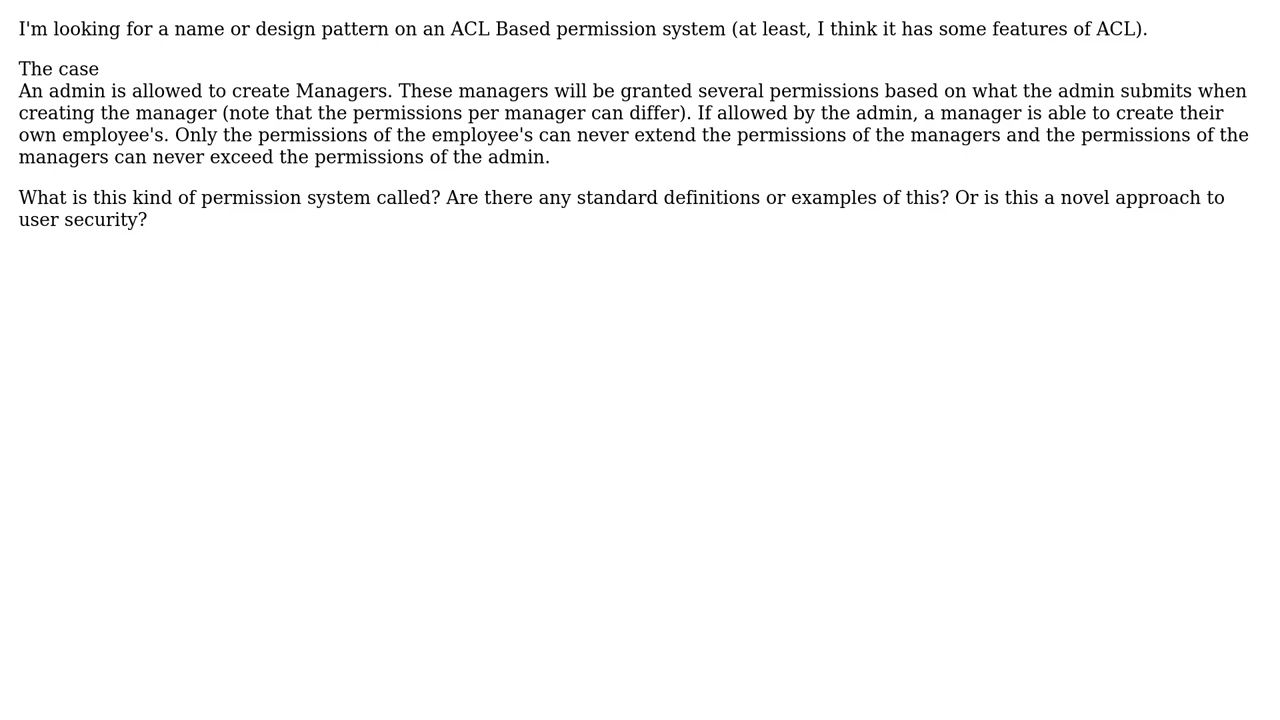 I'm looking for a name or design pattern on an ACL Based permission system (at least, I think it has some features of ACL).
The case
An admin is allowed to create Managers. These managers will be granted several permissions based on what the admin submits when
creating the manager (note that the permissions per manager can differ). If allowed by the admin, a manager is able to create their
own employee's. Only the permissions of the employee's can never extend the permissions of the managers and the permissions of the
managers can never exceed the permissions of the admin.
What is this kind of permission system called? Are there any standard definitions or examples of this? Or is this a novel approach to
user security?